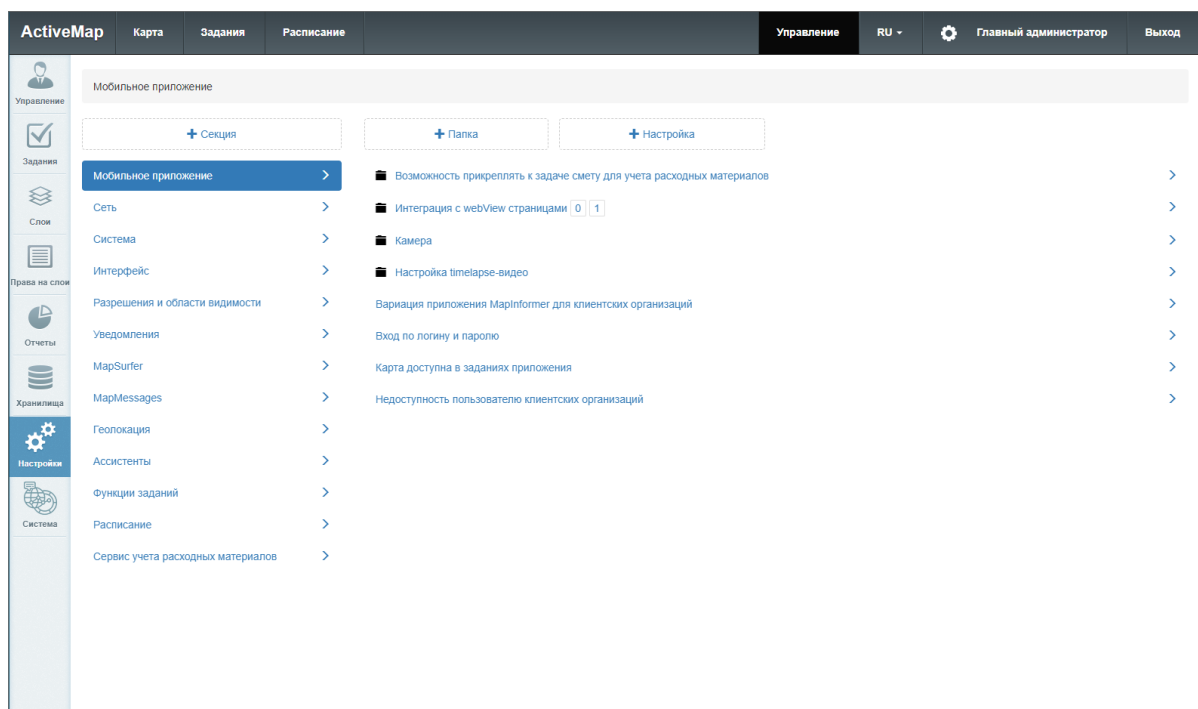 ActiveMap Карта Задания Расписание Управление RU Главный администратор Выход
Управление
Задания
Слои
Права на слои
Отчеты
Хранилища
Настройки
Система
Мобильное приложение
+ Секция
+ Папка
+ Настройка
Мобильное приложение
Сеть
Система
Интерфейс
Разрешения и области видимости
Уведомления
MapSurfer
MapMessages
Геолокация
Ассистенты
Функции заданий
Расписание
Сервис учета расходных материалов
Возможность прикреплять к задаче смету для учета расходных материалов
Интеграция с webView страницами 0 1
Камера
Настройка timelapse-видео
Вариация приложения MapInformer для клиентских организаций
Вход по логину и паролю
Карта доступна в заданиях приложения
Недоступность пользователю клиентских организаций